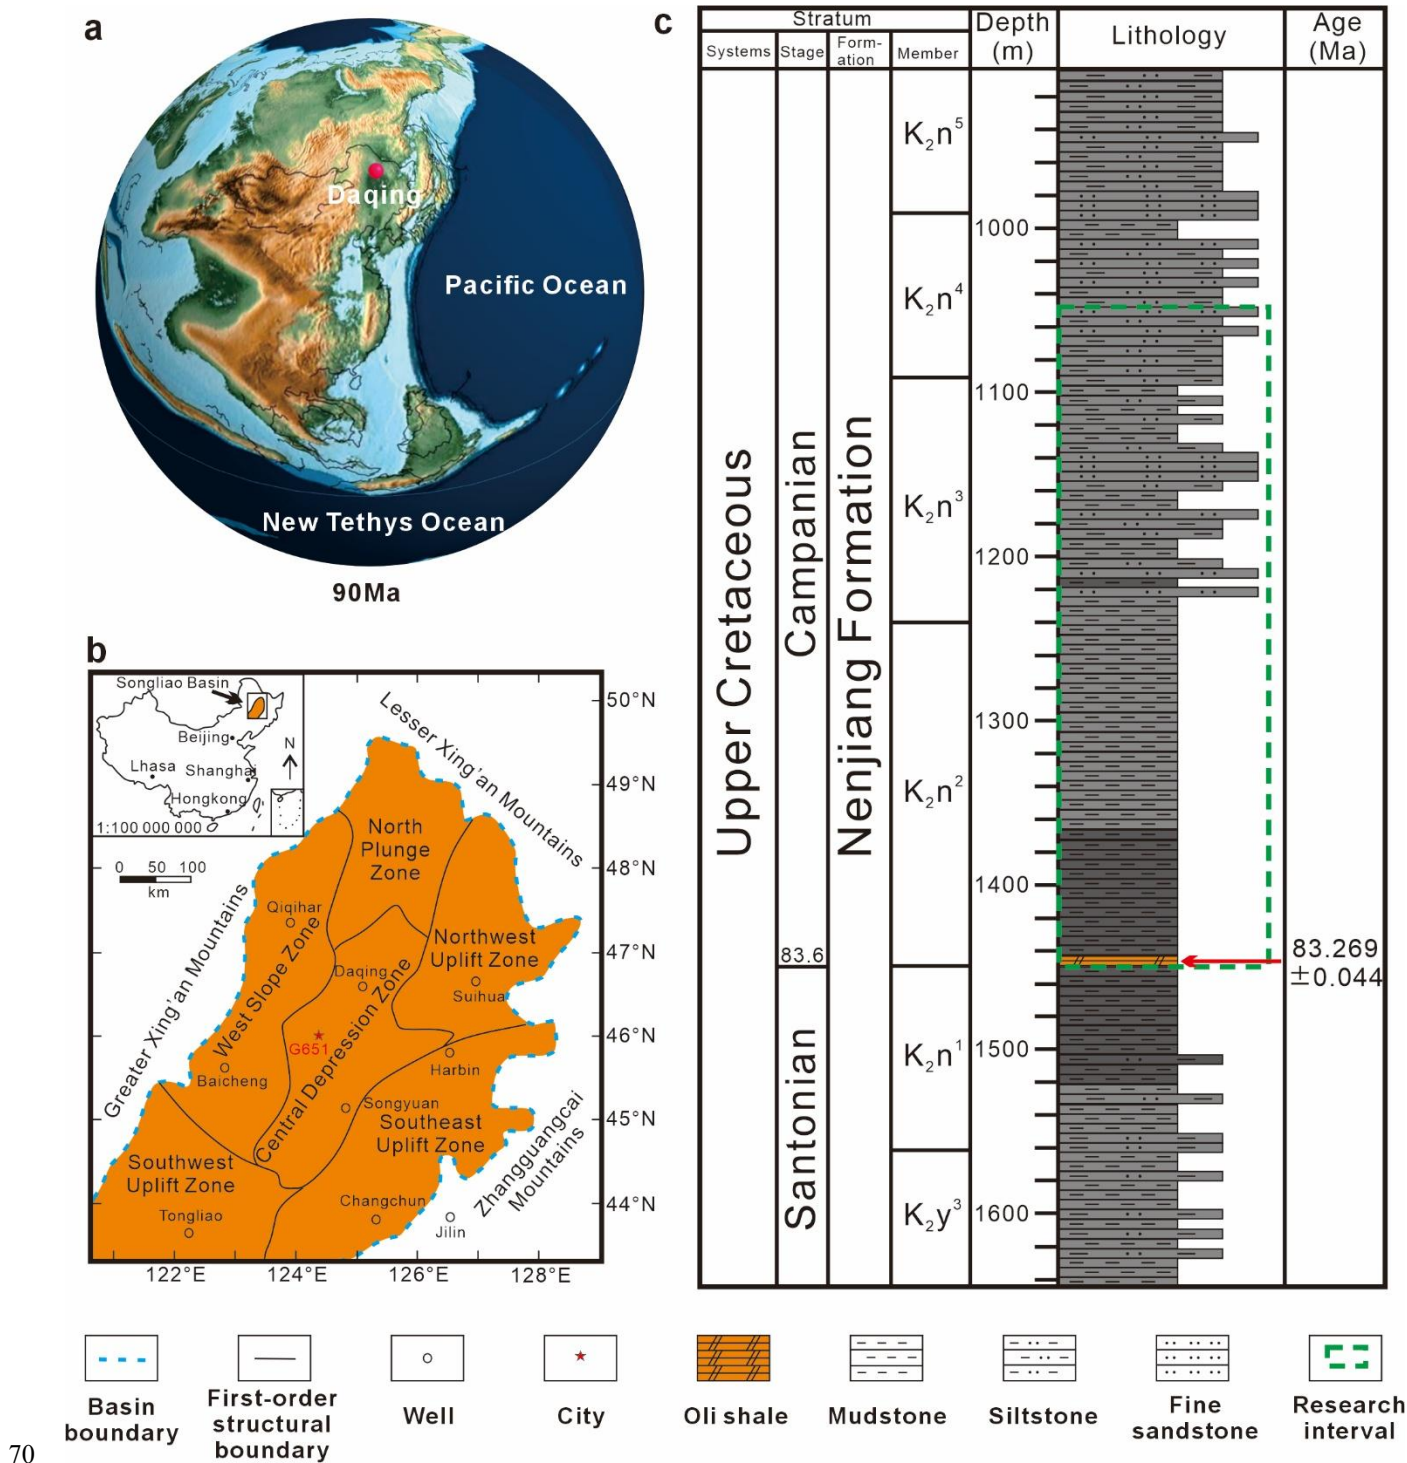 a
Daqing
Pacific Ocean
New Tethys Ocean
90Ma
b
Songliao Basin
Beijing
N
Lhasa
Shanghai
Hongkong
1:100 000 000
0 50 100
km
Lesser Xing'an Mountains
Greater Xing'an Mountains
Zhangguangcai
Mountains
North
Plunge
Zone
Qiqihar
West Slope Zone
Northwest
Uplift Zone
Daqing
Suihua
G651
Central Depression Zone
Baicheng
Harbin
Songyuan
Southeast
Uplift Zone
Southwest
Uplift Zone
Changchun
Tongliao
Jilin
50°N
49°N
48°N
47°N
46°N
45°N
44°N
122°E 124°E 126°E 128°E
c
Stratum
Systems
Stage
Form-
ation
Member
Depth
(m)
Lithology
Age
(Ma)
Upper Cretaceous
Campanian
83.6
Santonian
Nenjiang Formation
K₂n⁵
K₂n⁴
K₂n³
K₂n²
K₂n¹
K₂y³
1000
1100
1200
1300
1400
1500
1600
83.269
±0.044
Basin
boundary
First-order
structural
boundary
Well
City
Oli shale
Mudstone
Siltstone
Fine
sandstone
Research
interval
70